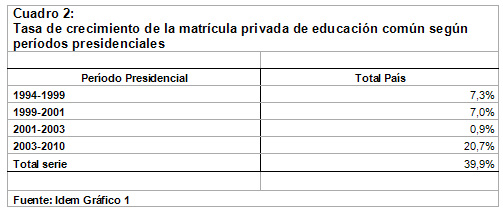 Cuadro 2:
Tasa de crecimiento de la matrícula privada de educación común según
períodos presidenciales
Período Presidencial Total País
1994-1999 7,3%
1999-2001 7,0%
2001-2003 0,9%
2003-2010 20,7%
Total serie 39,9%
Fuente: Idem Gráfico 1